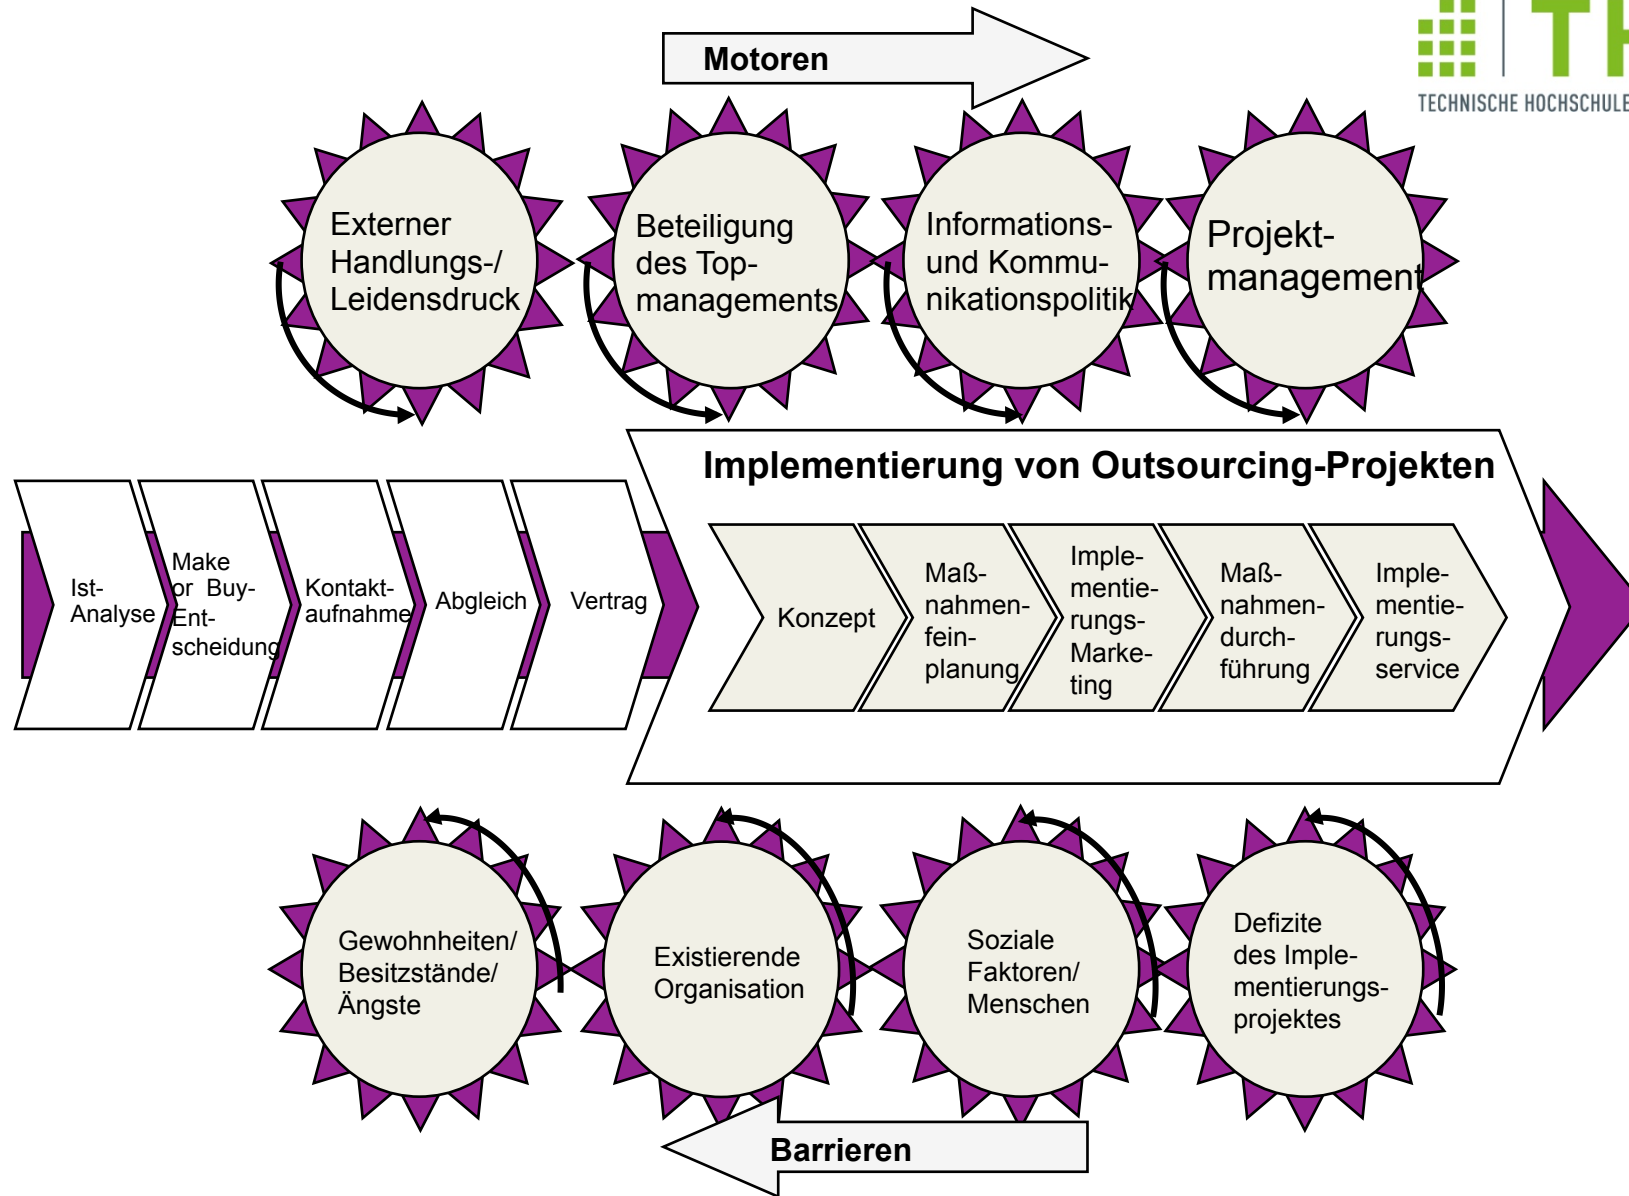 TH
TECHNISCHE HOCHSCHULE
Motoren
Externer
Handlungs-/
Leidensdruck
Beteiligung
des Top-
managements
Informations-
und Kommu-
nikationspolitik
Projekt-
management
Implementierung von Outsourcing-Projekten
Ist-
Analyse
Make
or Buy-
Ent-
scheidung
Kontakt-
aufnahme
Abgleich
Vertrag
Konzept
Maß-
nahmen-
fein-
planung
Imple-
mentie-
rungs-
Marke-
ting
Maß-
nahmen-
durch-
führung
Imple-
mentie-
rungs-
service
Gewohnheiten/
Besitzstände/
Ängste
Existierende
Organisation
Soziale
Faktoren/
Menschen
Defizite
des Imple-
mentierungs-
projektes
Barrieren